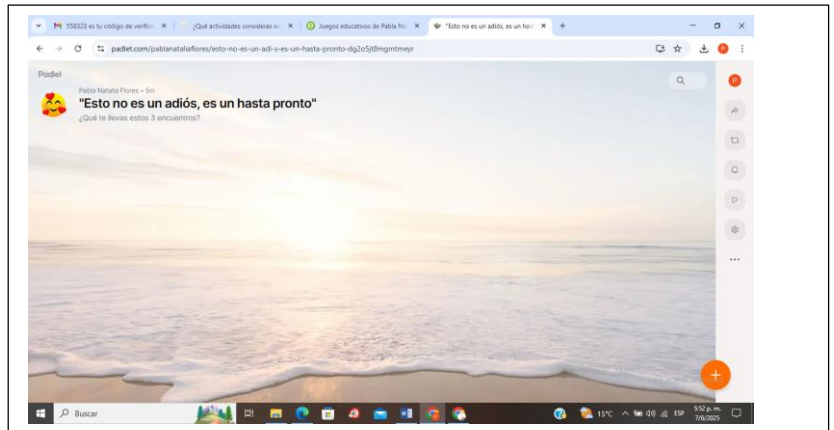 558323 es tu código de verific
¿Qué actividades consideras es
Juegos educativos de Pabla Na
"Esto no es un adiós, es un hast
padlet.com/pablanataliaflores/esto-no-es-un-adi-s-es-un-hasta-pronto-dg2o5jt8mgmtmeyr
Padlet
Pabla Natalia Flores • 5m
"Esto no es un adiós, es un hasta pronto"
¿Qué te llevas estos 3 encuentros?
Buscar
15°C
ESP
5:52 p. m.
7/6/2025